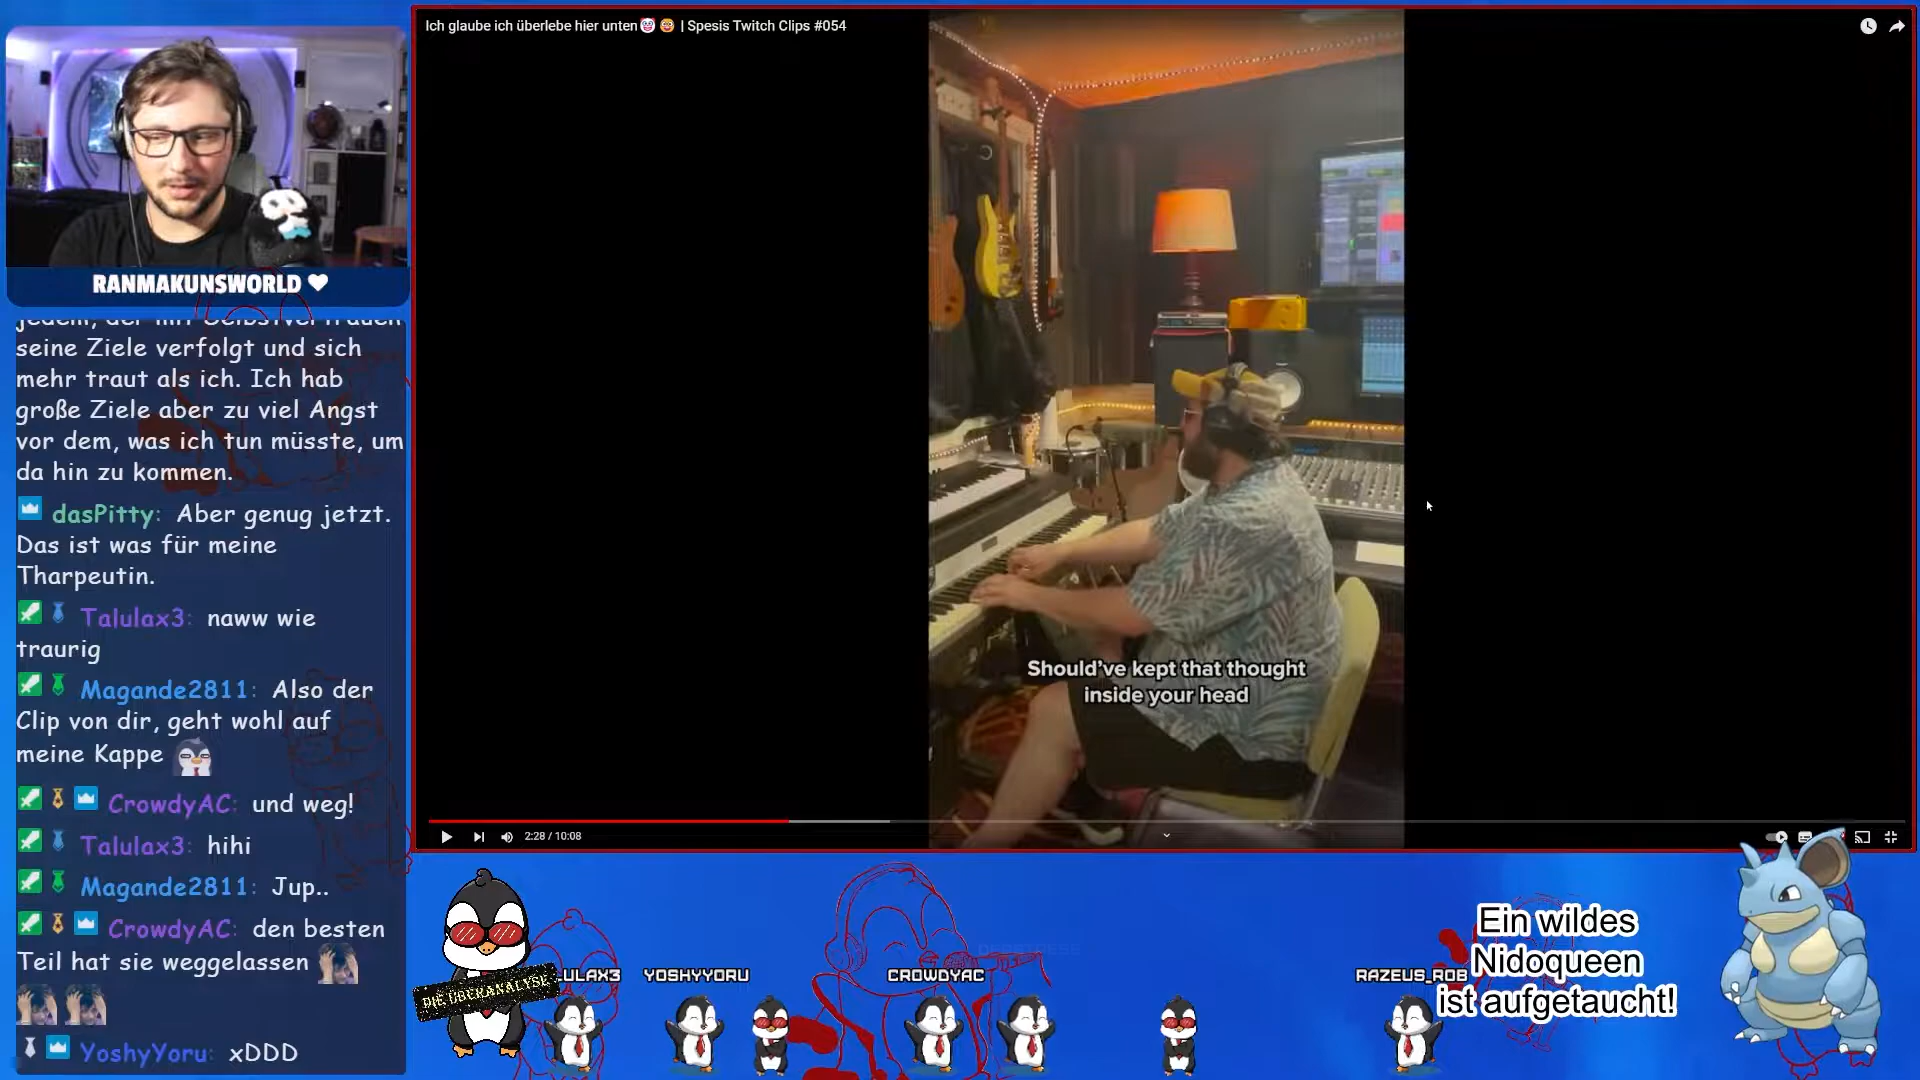 Ich glaube ich überlebe hier unten🤡 🤡 | Spesis Twitch Clips #054
RANMAKUNSWORLD ♥
jedem, der mit Selbstvertrauen
seine Ziele verfolgt und sich
mehr traut als ich. Ich hab
große Ziele aber zu viel Angst
vor dem, was ich tun müsste, um
da hin zu kommen.
dasPitty: Aber genug jetzt.
Das ist was für meine
Tharpeutin.
Talulax3: naww wie
traurig
Magande2811: Also der
Clip von dir, geht wohl auf
meine Kappe
CrowdyAC: und weg!
Talulax3: hihi
Magande2811: Jup..
CrowdyAC: den besten
Teil hat sie weggelassen
YoshyYoru: xDDD
Should've kept that thought
inside your head
2:28 / 10:08
DIE ÜBERANALYSE
ULAX3
YOSHYYORU
CROWDYAC
RAZEUS_ROB
Ein wildes
Nidoqueen
ist aufgetaucht!